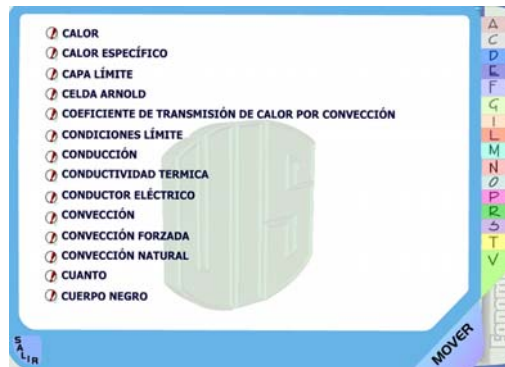 CALOR
CALOR ESPECÍFICO
CAPA LÍMITE
CELDA ARNOLD
COEFICIENTE DE TRANSMISIÓN DE CALOR POR CONVECCIÓN
CONDICIONES LÍMITE
CONDUCCIÓN
CONDUCTIVIDAD TERMICA
CONDUCTOR ELÉCTRICO
CONVECCIÓN
CONVECCIÓN FORZADA
CONVECCIÓN NATURAL
CUANTO
CUERPO NEGRO
A
C
D
E
F
G
I
L
M
N
O
P
R
S
T
V
SALIR
MOVER